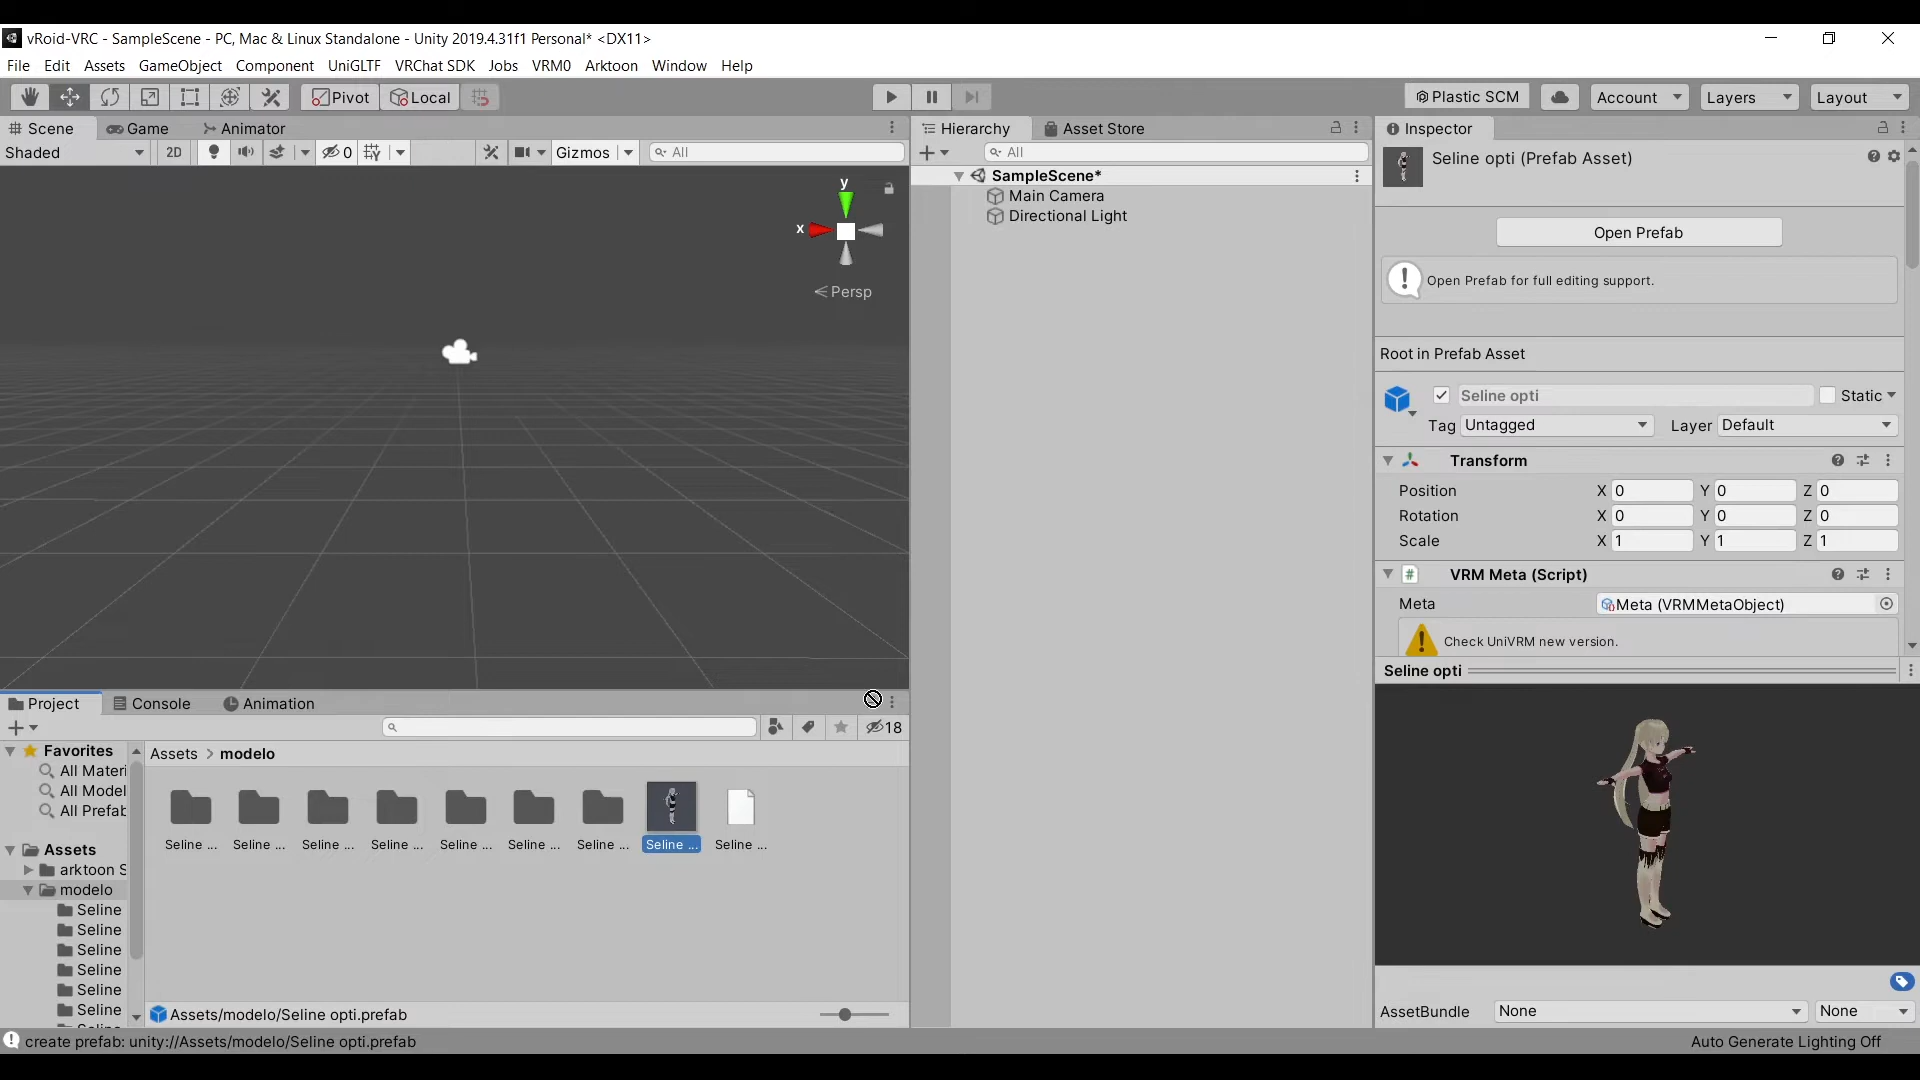 vRoid-VRC - SampleScene - PC, Mac & Linux Standalone - Unity 2019.4.31f1 Personal* <DX11>
File Edit Assets GameObject Component UniGLTF VRChat SDK Jobs VRM0 Arktoon Window Help
Pivot Local Plastic SCM Account Layers Layout
Scene Game Animator
Shaded 2D 0 Gizmos All
y
x
Persp
Hierarchy Asset Store
All
SampleScene*
Main Camera
Directional Light
Inspector
Seline opti (Prefab Asset)
Open Prefab
Open Prefab for full editing support.
Root in Prefab Asset
Seline opti Static
Tag Untagged Layer Default
Transform
Position X 0 Y 0 Z 0
Rotation X 0 Y 0 Z 0
Scale X 1 Y 1 Z 1
VRM Meta (Script)
Meta Meta (VRMMetaObject)
Check UniVRM new version.
Seline opti
AssetBundle None None
Project Console Animation
18
Favorites
All Materi
All Model
All Prefab
Assets
arktoon S
modelo
Seline
Seline
Seline
Seline
Seline
Seline
Assets > modelo
Seline ... Seline ... Seline ... Seline ... Seline ... Seline ... Seline ... Seline ... Seline ...
Assets/modelo/Seline opti.prefab
create prefab: unity://Assets/modelo/Seline opti.prefab
Auto Generate Lighting Off